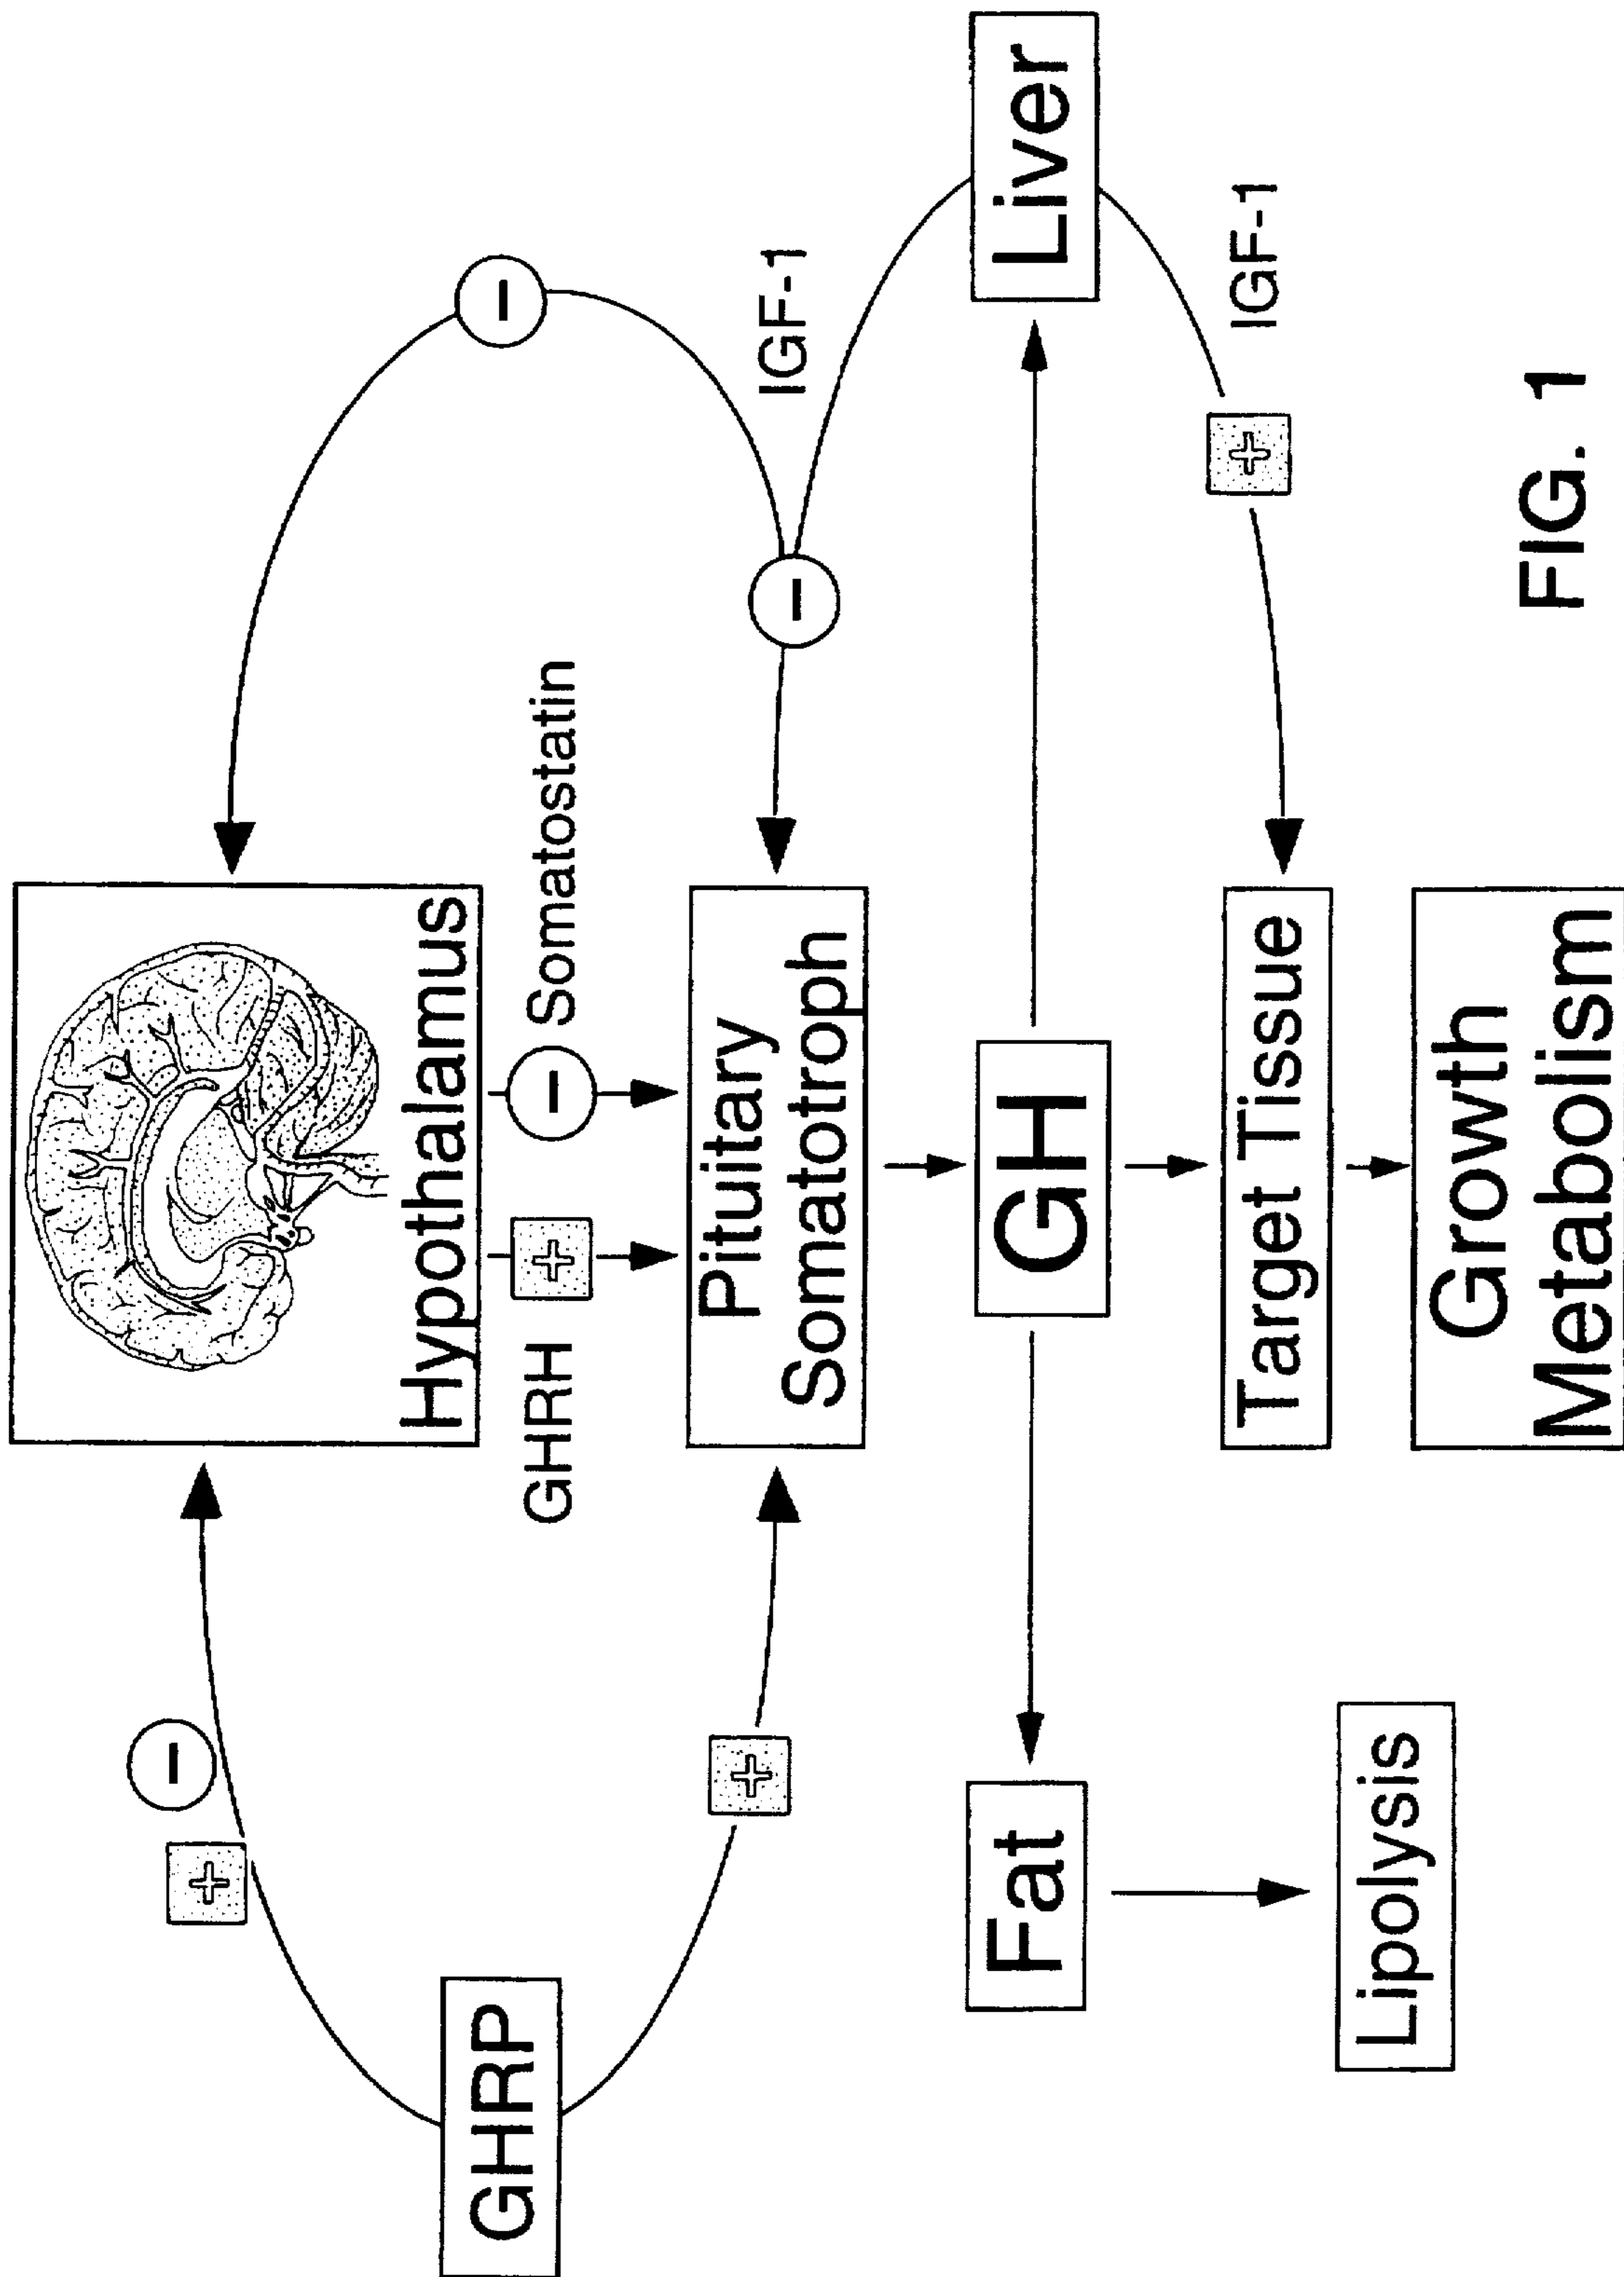 Hypothalamus
GHRH
+
−
Somatostatin
+
−
−
GHRP
Pituitary
Somatotroph
+
−
IGF-1
Fat
GH
Liver
Lipolysis
Target Tissue
+
IGF-1
Growth
Metabolism
FIG. 1